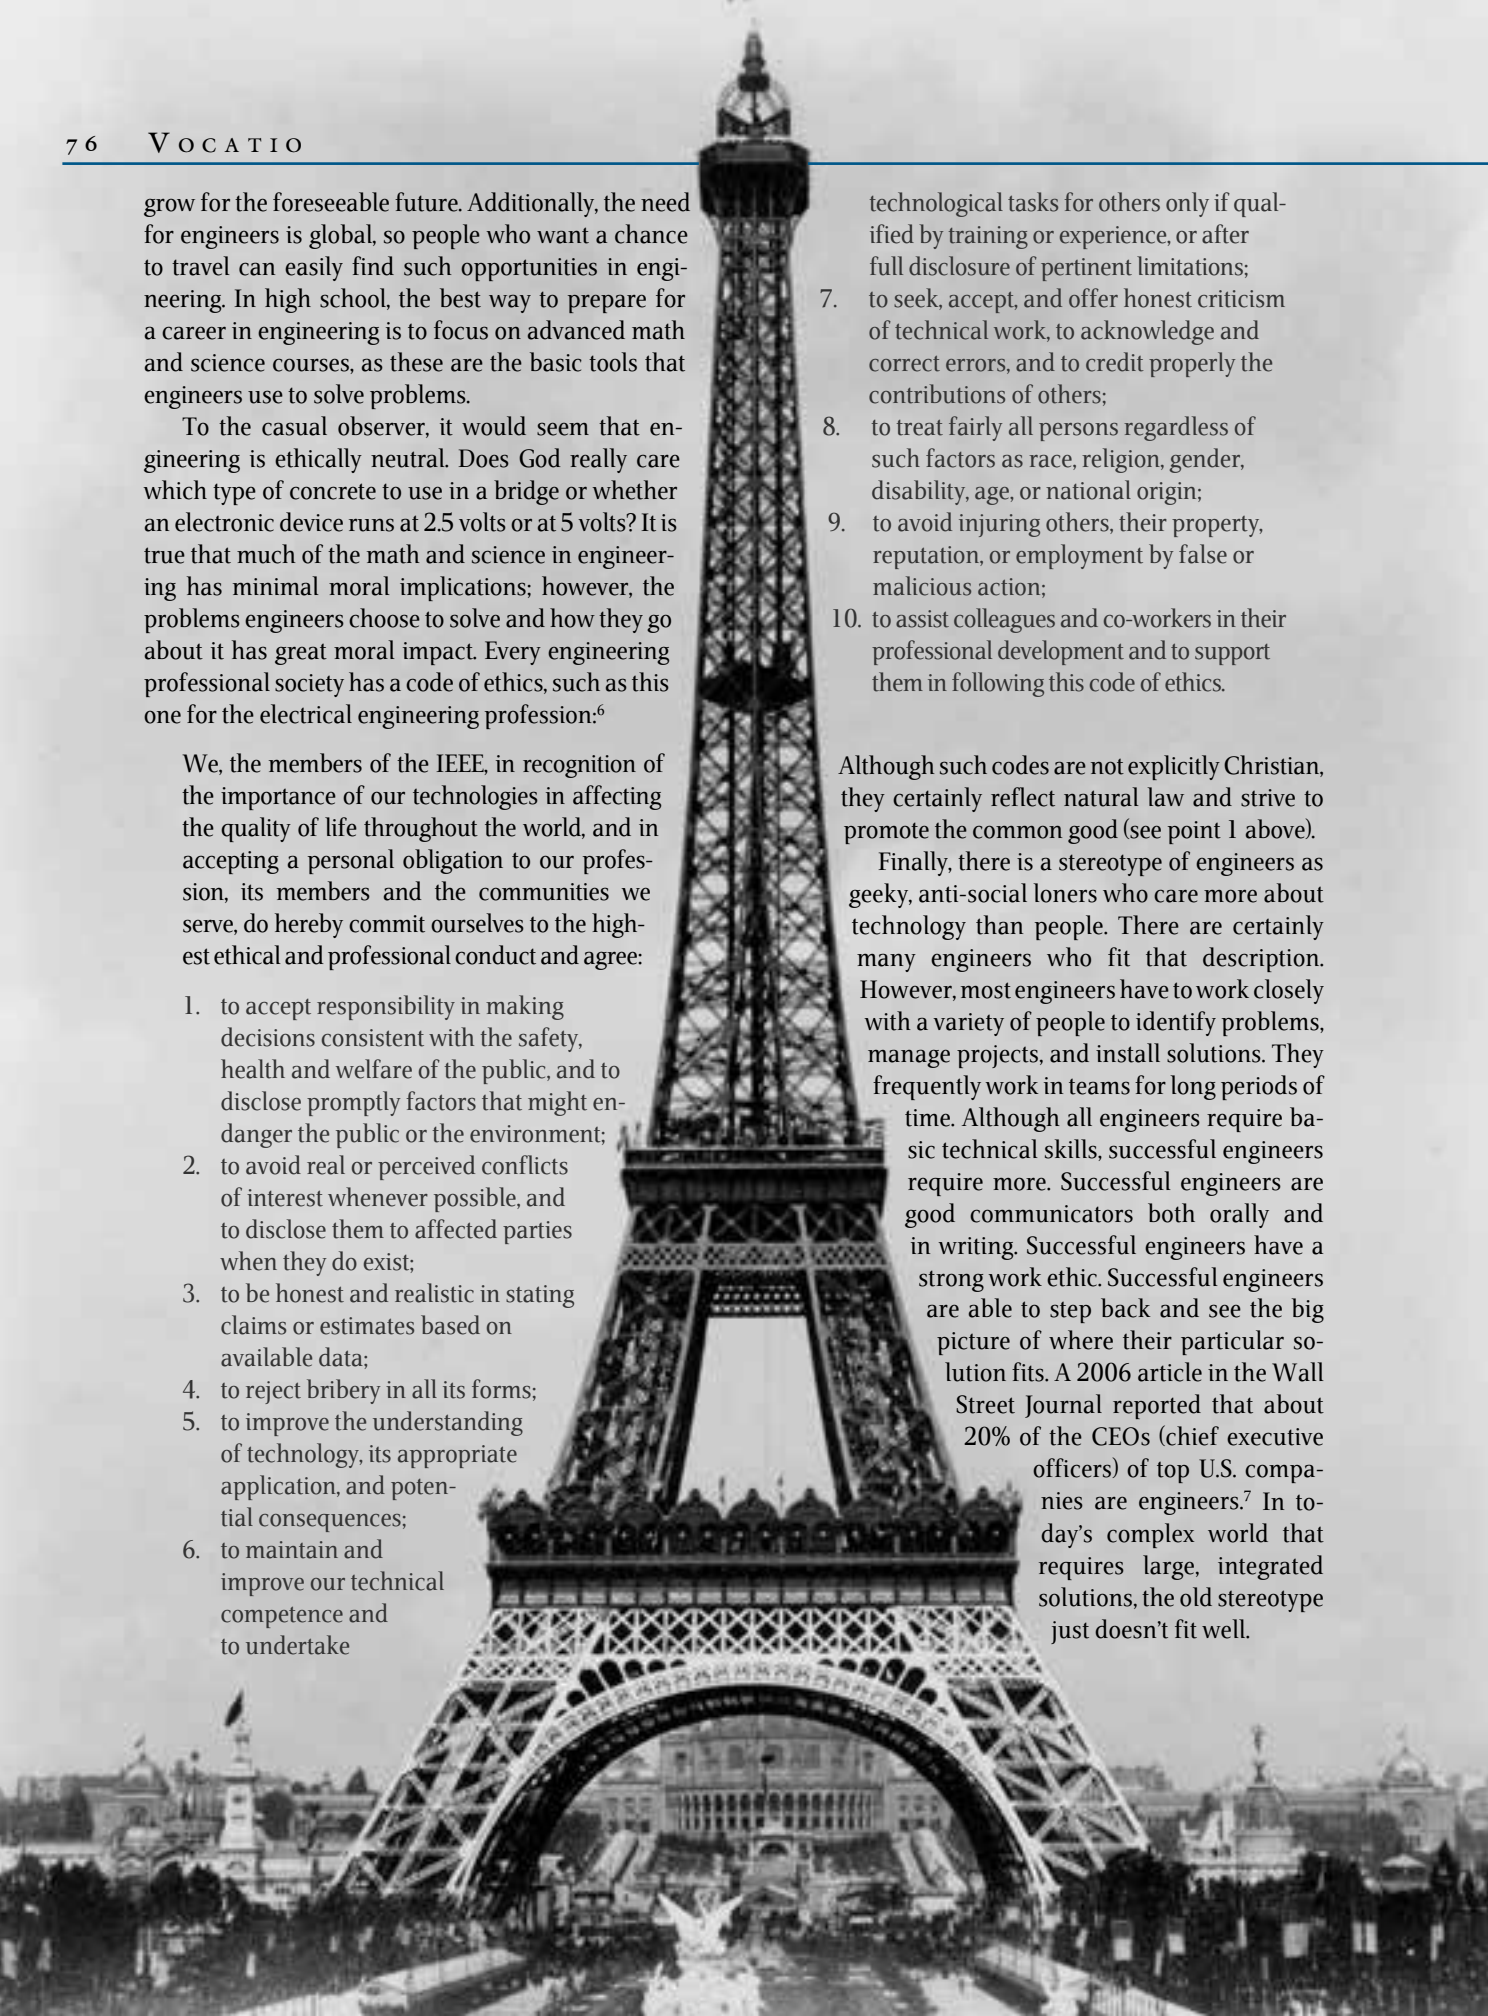 76 VOCATIO
grow for the foreseeable future. Additionally, the need
for engineers is global, so people who want a chance
to travel can easily find such opportunities in engi-
neering. In high school, the best way to prepare for
a career in engineering is to focus on advanced math
and science courses, as these are the basic tools that
engineers use to solve problems.
To the casual observer, it would seem that en-
gineering is ethically neutral. Does God really care
which type of concrete to use in a bridge or whether
an electronic device runs at 2.5 volts or at 5 volts? It is
true that much of the math and science in engineer-
ing has minimal moral implications; however, the
problems engineers choose to solve and how they go
about it has great moral impact. Every engineering
professional society has a code of ethics, such as this
one for the electrical engineering profession:6
We, the members of the IEEE, in recognition of
the importance of our technologies in affecting
the quality of life throughout the world, and in
accepting a personal obligation to our profes-
sion, its members and the communities we
serve, do hereby commit ourselves to the high-
est ethical and professional conduct and agree:
1. to accept responsibility in making
decisions consistent with the safety,
health and welfare of the public, and to
disclose promptly factors that might en-
danger the public or the environment;
2. to avoid real or perceived conflicts
of interest whenever possible, and
to disclose them to affected parties
when they do exist;
3. to be honest and realistic in stating
claims or estimates based on
available data;
4. to reject bribery in all its forms;
5. to improve the understanding
of technology, its appropriate
application, and poten-
tial consequences;
6. to maintain and
improve our technical
competence and
to undertake
technological tasks for others only if qual-
ified by training or experience, or after
full disclosure of pertinent limitations;
7. to seek, accept, and offer honest criticism
of technical work, to acknowledge and
correct errors, and to credit properly the
contributions of others;
8. to treat fairly all persons regardless of
such factors as race, religion, gender,
disability, age, or national origin;
9. to avoid injuring others, their property,
reputation, or employment by false or
malicious action;
10. to assist colleagues and co-workers in their
professional development and to support
them in following this code of ethics.
Although such codes are not explicitly Christian,
they certainly reflect natural law and strive to
promote the common good (see point 1 above).
Finally, there is a stereotype of engineers as
geeky, anti-social loners who care more about
technology than people. There are certainly
many engineers who fit that description.
However, most engineers have to work closely
with a variety of people to identify problems,
manage projects, and install solutions. They
frequently work in teams for long periods of
time. Although all engineers require ba-
sic technical skills, successful engineers
require more. Successful engineers are
good communicators both orally and
in writing. Successful engineers have a
strong work ethic. Successful engineers
are able to step back and see the big
picture of where their particular so-
lution fits. A 2006 article in the Wall
Street Journal reported that about
20% of the CEOs (chief executive
officers) of top U.S. compa-
nies are engineers.7 In to-
day's complex world that
requires large, integrated
solutions, the old stereotype
just doesn't fit well.